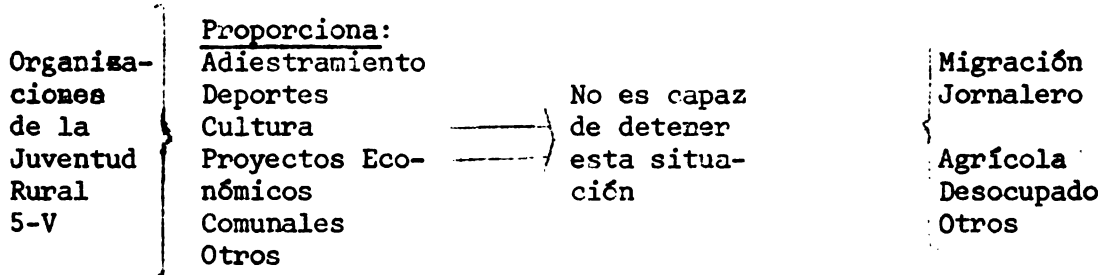 Organiza-
ciones
de la
Juventud
Rural
5-V
Proporciona:
Adiestramiento
Deportes
Cultura
Proyectos Eco-
nómicos
Comunales
Otros
No es capaz
de detener
esta situa-
ción
Migración
Jornalero
Agrícola
Desocupado
Otros